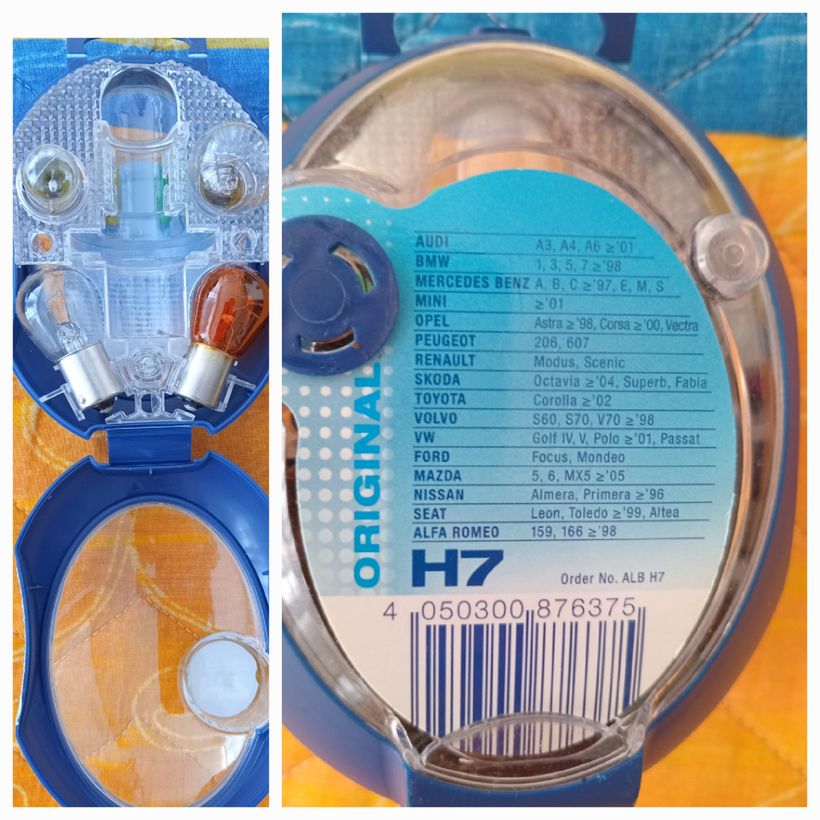 AUDI A3, A4, A6 ≥'01
BMW 1, 3, 5, 7 ≥'98
MERCEDES BENZ A, B, C ≥'97, E, M, S
MINI ≥'01
OPEL Astra ≥'98, Corsa ≥'00, Vectra
PEUGEOT 206, 607
RENAULT Modus, Scenic
SKODA Octavia ≥'04, Superb, Fabia
TOYOTA Corolla ≥'02
VOLVO S60, S70, V70 ≥'98
VW Golf IV, V, Polo ≥'01, Passat
FORD Focus, Mondeo
MAZDA 5, 6, MX5 ≥'05
NISSAN Almera, Primera ≥'96
SEAT Leon, Toledo ≥'99, Altea
ALFA ROMEO 159, 166 ≥'98
ORIGINAL
H7 Order No. ALB H7
4 050300 876375